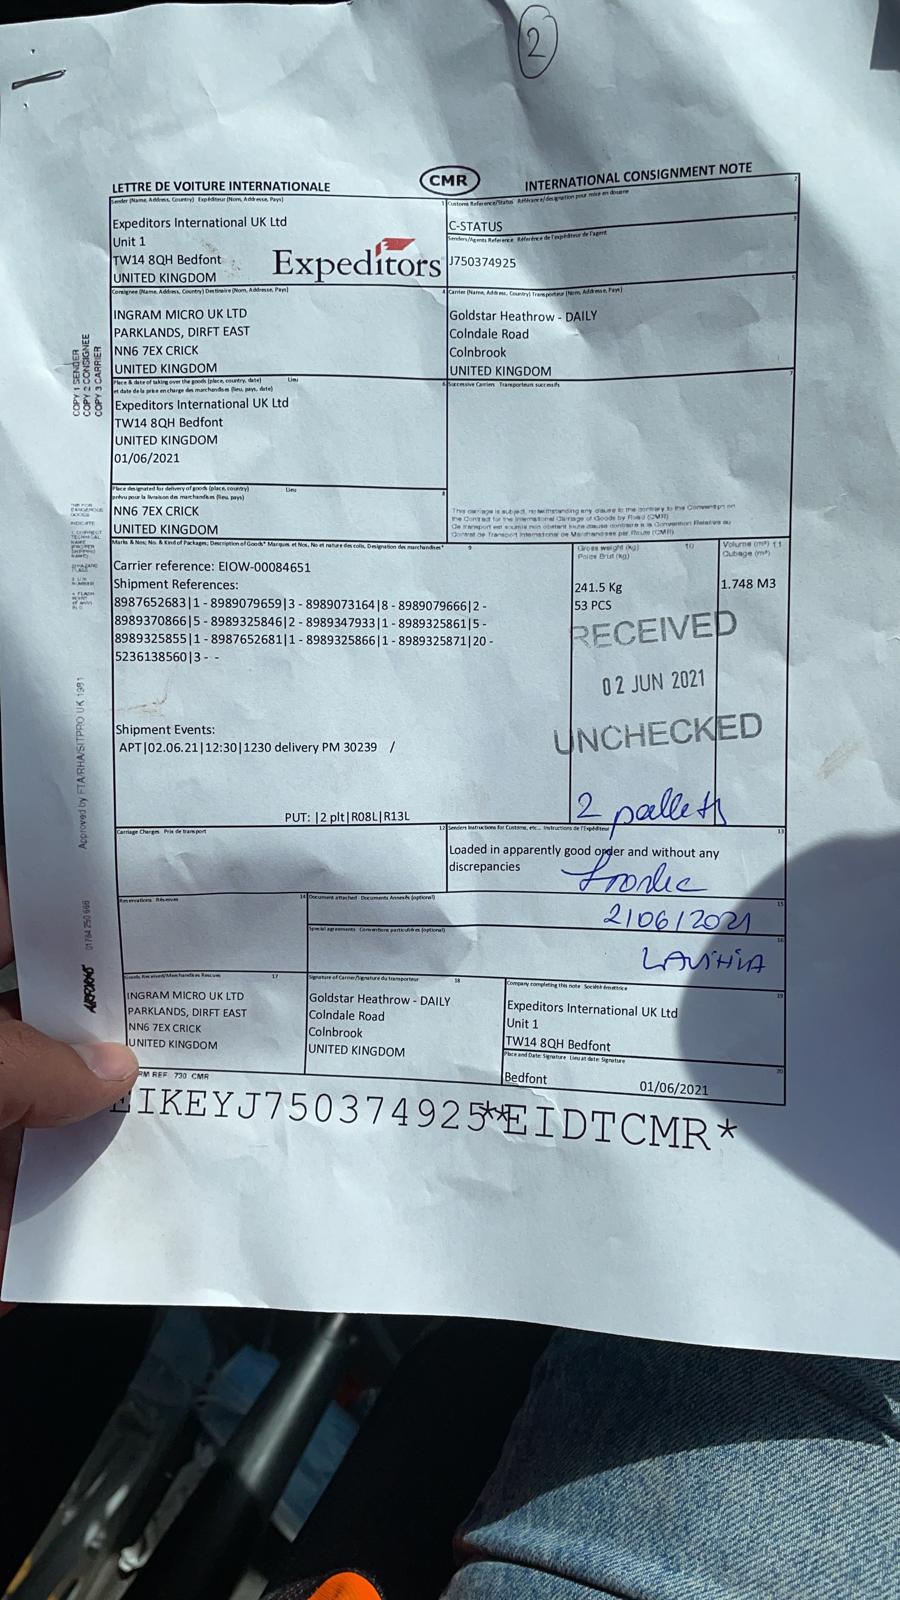 2
LETTRE DE VOITURE INTERNATIONALE
CMR
INTERNATIONAL CONSIGNMENT NOTE
Sender (Name, Address, Country) Expéditeur (Nom, Addresse, Pays)
1
Expeditors International UK Ltd
Unit 1
TW14 8QH Bedfont
UNITED KINGDOM
Expeditors
Customs Reference/Status Référence/designation pour mise en douane
2
C-STATUS
Senders/Agents Reference Référence de l'expéditeur de l'agent
3
J750374925
Consignee (Name, Address, Country) Destinaire (Nom, Addresse, Pays)
4
INGRAM MICRO UK LTD
PARKLANDS, DIRFT EAST
NN6 7EX CRICK
UNITED KINGDOM
Carrier (Name, Address, Country) Transporteur (Nom, Addresse, Pays)
5
Goldstar Heathrow - DAILY
Colndale Road
Colnbrook
UNITED KINGDOM
Place & date of taking over the goods (place, country, date) Lieu
et date de la prise en charge des marchandises (lieu, pays, date)
6
Expeditors International UK Ltd
TW14 8QH Bedfont
UNITED KINGDOM
01/06/2021
Successive Carriers Transporteurs successifs
7
Place designated for delivery of goods (place, country) Lieu
prévu pour la livraison des marchandises (lieu, pays)
8
NN6 7EX CRICK
UNITED KINGDOM
This carriage is subject, notwithstanding any clause to the contrary to the Convention on
the Contract for the International Carriage of Goods by Road (CMR)
Ce transport est soumis non obstant toute clause contraire a la Convention Relative au
Contrat de Transport International de Marchandises par Route (CMR)
Marks & Nos; No. & Kind of Packages; Description of Goods* Marques et Nos, No et nature des colis, Designation des marchandises*
9
Gross weight (kg) 10
Poids Brut (kg)
Volume (m³) 11
Cubage (m³)
Carrier reference: EIOW-00084651
Shipment References:
8987652683|1 - 8989079659|3 - 8989073164|8 - 8989079666|2 -
8989370866|5 - 8989325846|2 - 8989347933|1 - 8989325861|5 -
8989325855|1 - 8987652681|1 - 8989325866|1 - 8989325871|20 -
5236138560|3 - -
241.5 Kg
53 PCS
1.748 M3
RECEIVED
02 JUN 2021
UNCHECKED
Shipment Events:
APT|02.06.21|12:30|1230 delivery PM 30239 /
PUT: |2 plt|R08L|R13L
2 pallets
Carriage Charges Prix de transport
12
Senders Instructions for Customs, etc... Instructions de l'Expéditeur
13
Loaded in apparently good order and without any
discrepancies
2/06/2021
Reservations Réserves
14
Document attached Documents Annexés (optional)
15
Special agreements Conventions particulières (optional)
16
Goods Received/Merchandises Recues
17
INGRAM MICRO UK LTD
PARKLANDS, DIRFT EAST
NN6 7EX CRICK
UNITED KINGDOM
Signature of Carrier/Signature du transporteur
18
Goldstar Heathrow - DAILY
Colndale Road
Colnbrook
UNITED KINGDOM
Company completing this note Société émettrice
19
Expeditors International UK Ltd
Unit 1
TW14 8QH Bedfont
Place and Date: Signature Lieu et date: Signature
20
Bedfont 01/06/2021
RM REF. 730 CMR
EIKEYJ750374925**EIDTCMR*
COPY 1 SENDER
COPY 2 CONSIGNEE
COPY 3 CARRIER
Approved by FTA/RHA/SITPRO UK 1981
01784 250 666